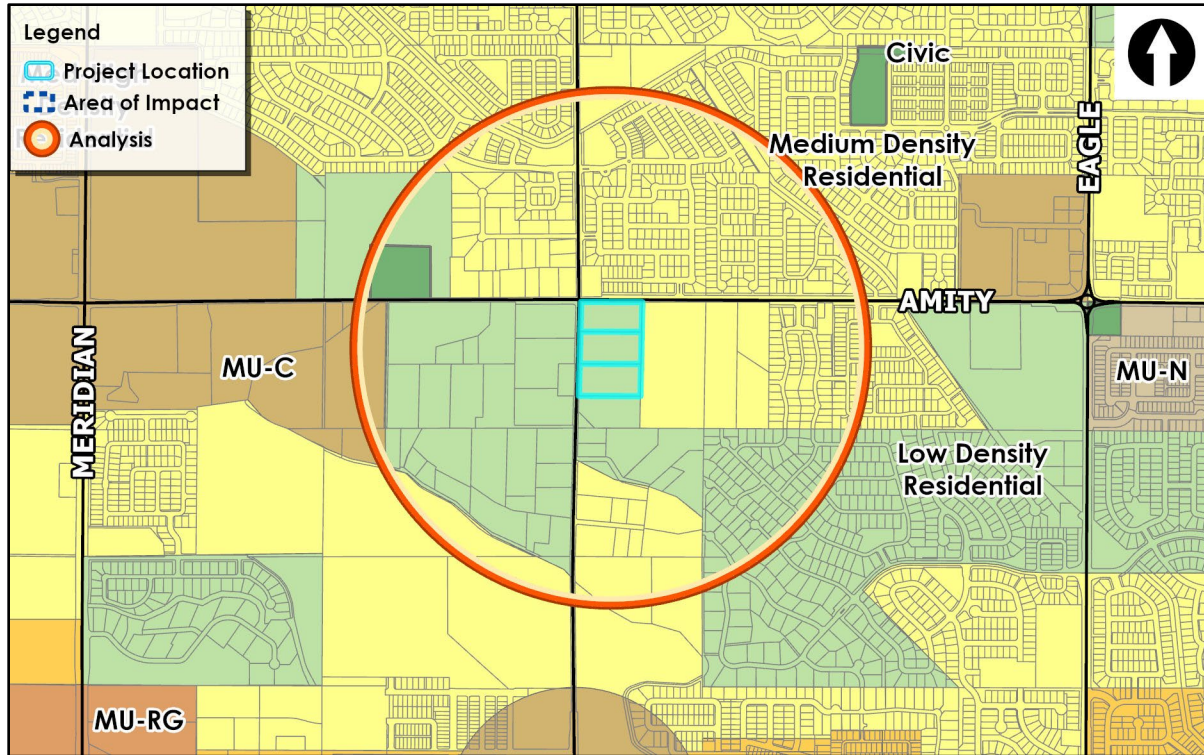 Legend
Project Location
Area of Impact
Analysis
Civic
Medium Density
Residential
EAGLE
AMITY
MERIDIAN
MU-C
MU-N
Low Density
Residential
MU-RG